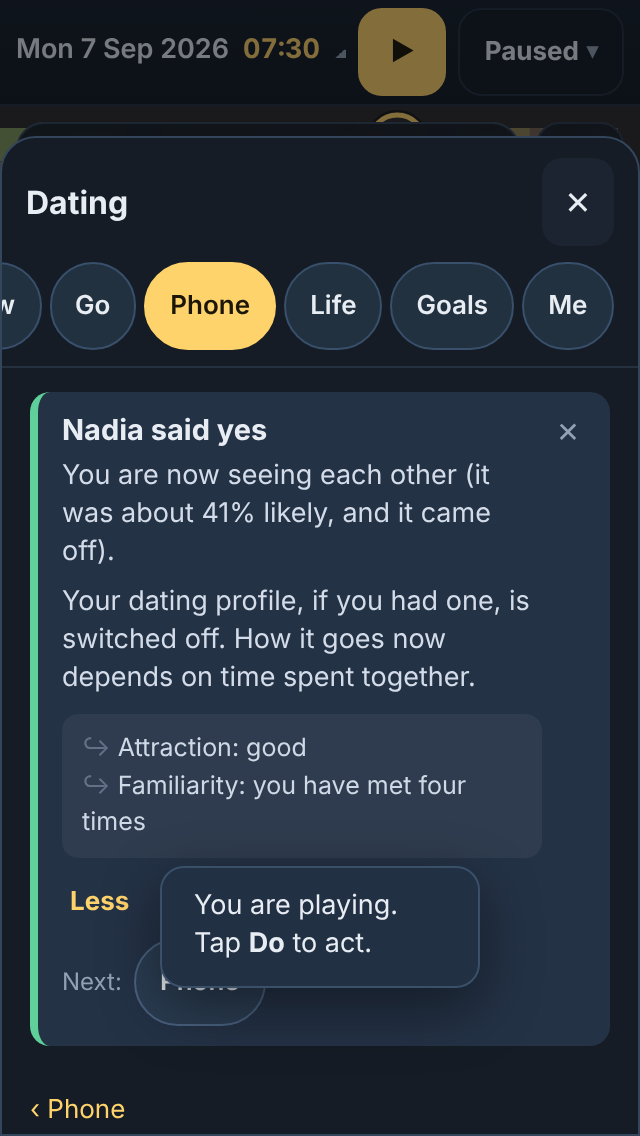 Mon 7 Sep 2026 07:30
Paused ▾
Dating
✕
w Go Phone Life Goals Me
Nadia said yes ✕
You are now seeing each other (it
was about 41% likely, and it came
off).
Your dating profile, if you had one, is
switched off. How it goes now
depends on time spent together.
↪ Attraction: good
↪ Familiarity: you have met four
times
Less
You are playing.
Tap Do to act.
Next: Phone
‹ Phone